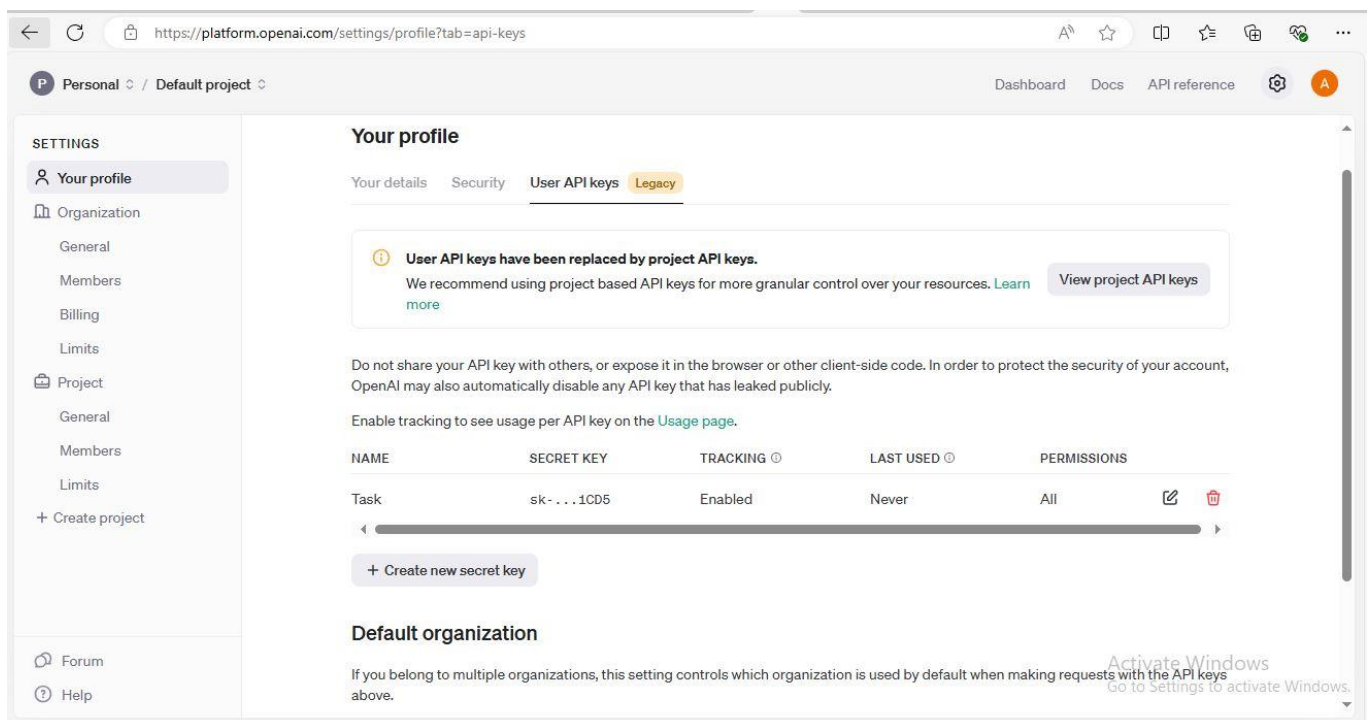 https://platform.openai.com/settings/profile?tab=api-keys
P Personal / Default project
Dashboard Docs API reference A
SETTINGS
Your profile
Organization
General
Members
Billing
Limits
Project
General
Members
Limits
+ Create project
Forum
Help
Your profile
Your details Security User API keys Legacy
User API keys have been replaced by project API keys.
We recommend using project based API keys for more granular control over your resources. Learn
more
View project API keys
Do not share your API key with others, or expose it in the browser or other client-side code. In order to protect the security of your account,
OpenAI may also automatically disable any API key that has leaked publicly.
Enable tracking to see usage per API key on the Usage page.
NAME SECRET KEY TRACKING LAST USED PERMISSIONS
Task sk-...1CD5 Enabled Never All
+ Create new secret key
Default organization
If you belong to multiple organizations, this setting controls which organization is used by default when making requests with the API keys
above.
Activate Windows
Go to Settings to activate Windows.